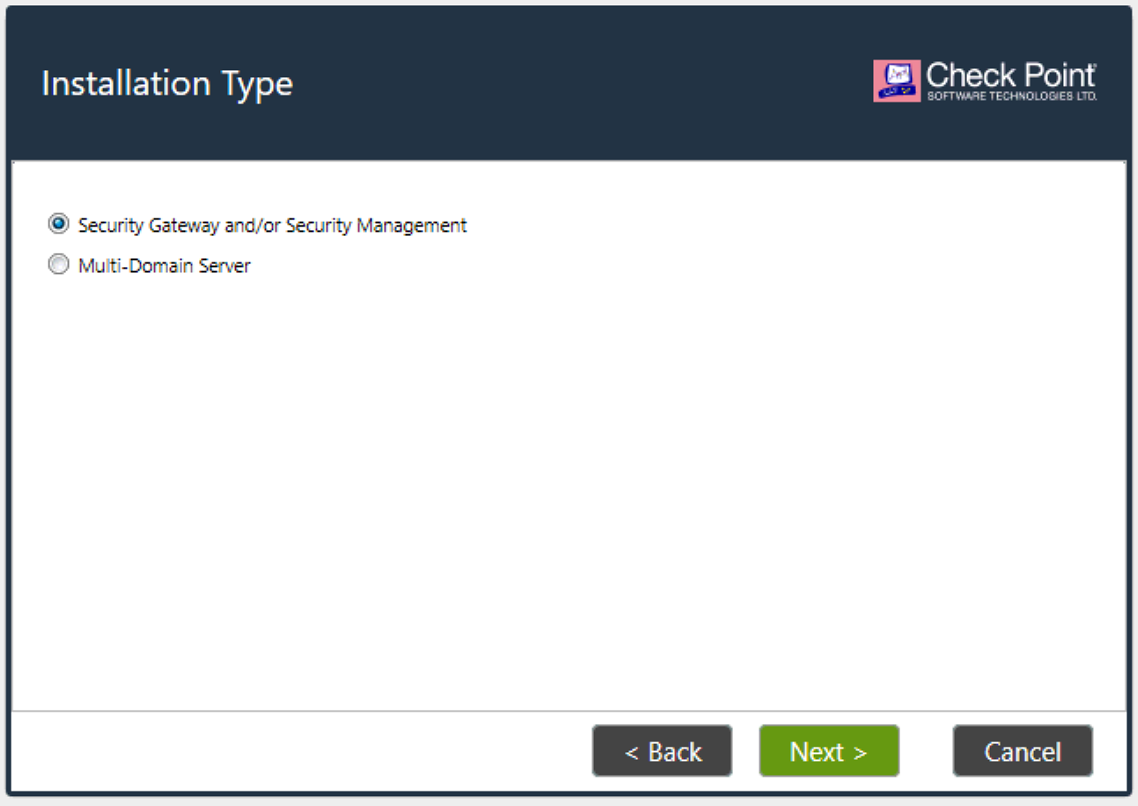 Installation Type
Check Point
SOFTWARE TECHNOLOGIES LTD.
Security Gateway and/or Security Management
Multi-Domain Server
< Back
Next >
Cancel